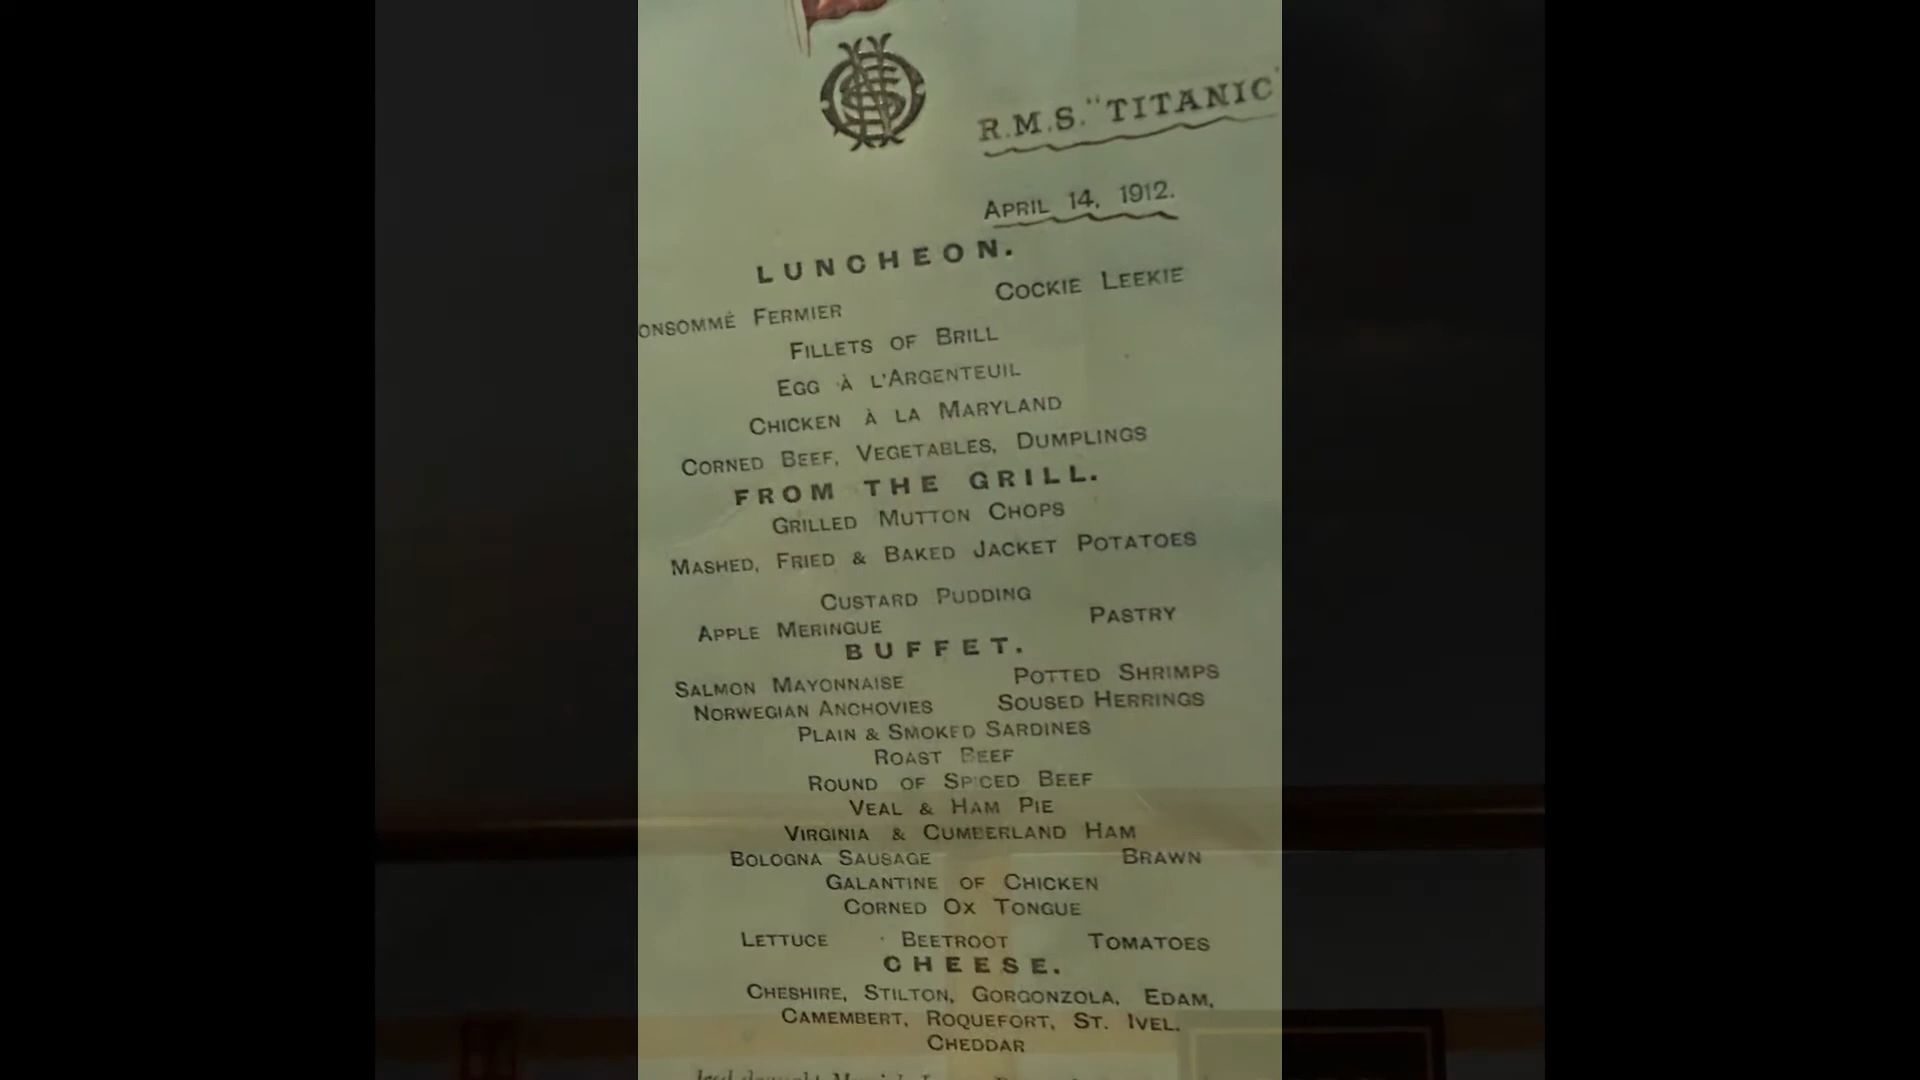 R.M.S. "TITANIC"
APRIL 14, 1912.
LUNCHEON.
FERMIER COCKIE LEEKIE
FILLETS OF BRILL
EGG À L'ARGENTEUIL
CHICKEN À LA MARYLAND
CORNED BEEF, VEGETABLES, DUMPLINGS
FROM THE GRILL.
GRILLED MUTTON CHOPS
MASHED, FRIED & BAKED JACKET POTATOES
CUSTARD PUDDING
APPLE MERINGUE PASTRY
BUFFET.
SALMON MAYONNAISE POTTED SHRIMPS
NORWEGIAN ANCHOVIES SOUSED HERRINGS
PLAIN & SMOKED SARDINES
ROAST BEEF
ROUND OF SPICED BEEF
VEAL & HAM PIE
VIRGINIA & CUMBERLAND HAM
BOLOGNA SAUSAGE BRAWN
GALANTINE OF CHICKEN
CORNED OX TONGUE
LETTUCE BEETROOT TOMATOES
CHEESE.
CHESHIRE, STILTON, GORGONZOLA, EDAM,
CAMEMBERT, ROQUEFORT, ST. IVEL.
CHEDDAR